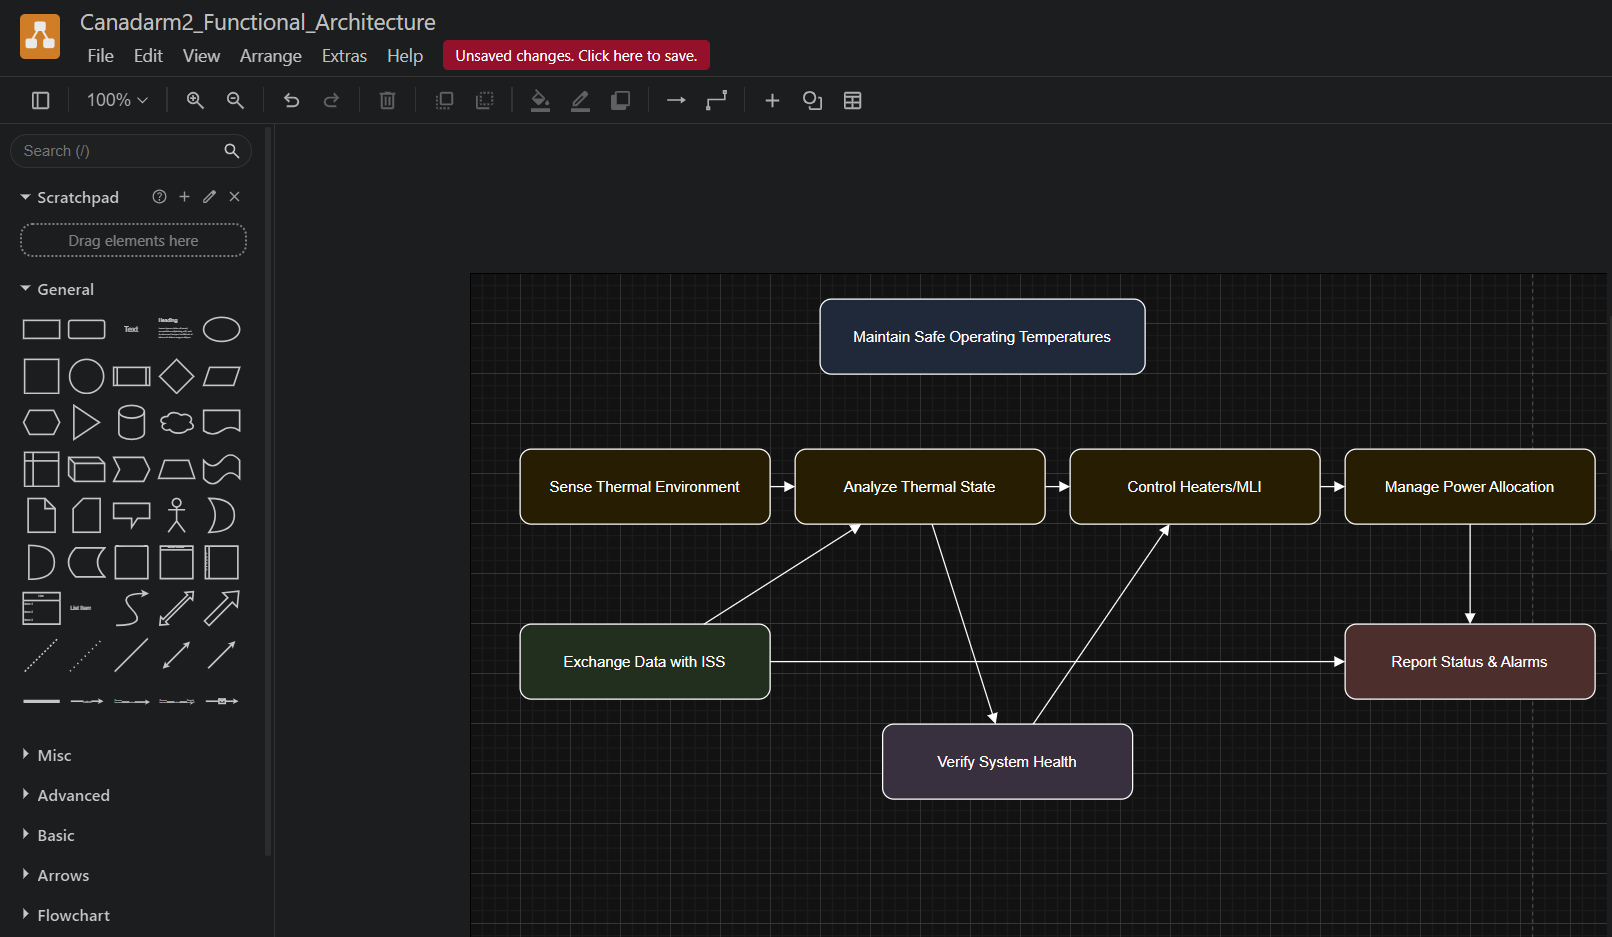 Canadarm2_Functional_Architecture
File Edit View Arrange Extras Help Unsaved changes. Click here to save.
100%
Search (/)
Scratchpad
Drag elements here
General
Text
Heading
List Item
Misc
Advanced
Basic
Arrows
Flowchart
Maintain Safe Operating Temperatures
Sense Thermal Environment
Analyze Thermal State
Control Heaters/MLI
Manage Power Allocation
Exchange Data with ISS
Report Status & Alarms
Verify System Health